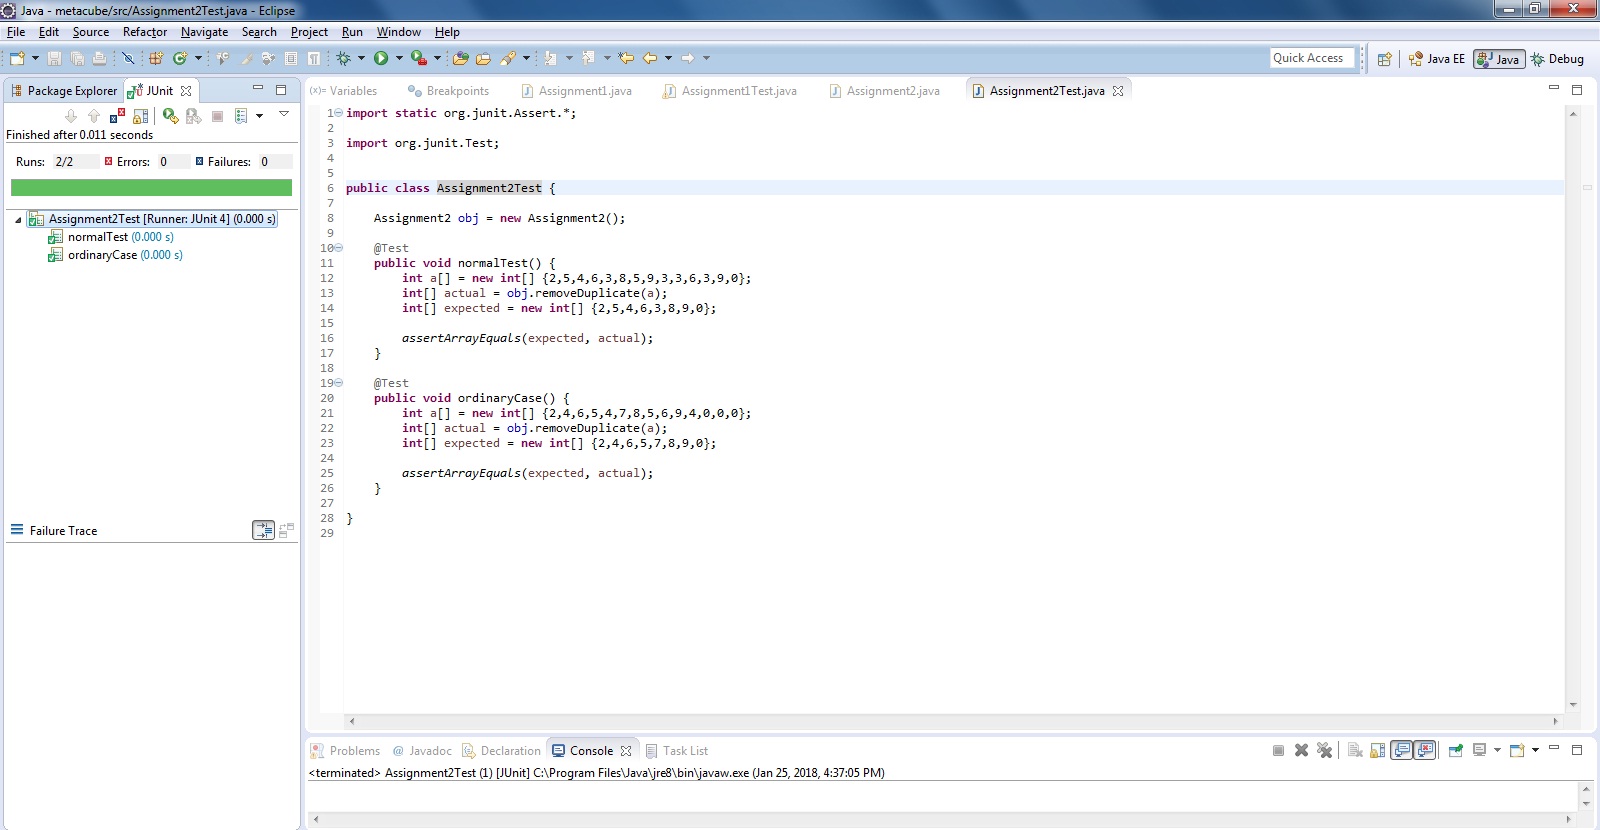 Java - metacube/src/Assignment2Test.java - Eclipse
File Edit Source Refactor Navigate Search Project Run Window Help
Quick Access Java EE Java Debug
Package Explorer JUnit
(x)= Variables Breakpoints Assignment1.java Assignment1Test.java Assignment2.java Assignment2Test.java
Finished after 0.011 seconds
Runs: 2/2 Errors: 0 Failures: 0
Assignment2Test [Runner: JUnit 4] (0.000 s)
normalTest (0.000 s)
ordinaryCase (0.000 s)
Failure Trace
1 import static org.junit.Assert.*;
2
3 import org.junit.Test;
4
5
6 public class Assignment2Test {
7
8 Assignment2 obj = new Assignment2();
9
10 @Test
11 public void normalTest() {
12 int a[] = new int[] {2,5,4,6,3,8,5,9,3,3,6,3,9,0};
13 int[] actual = obj.removeDuplicate(a);
14 int[] expected = new int[] {2,5,4,6,3,8,9,0};
15
16 assertArrayEquals(expected, actual);
17 }
18
19 @Test
20 public void ordinaryCase() {
21 int a[] = new int[] {2,4,6,5,4,7,8,5,6,9,4,0,0,0};
22 int[] actual = obj.removeDuplicate(a);
23 int[] expected = new int[] {2,4,6,5,7,8,9,0};
24
25 assertArrayEquals(expected, actual);
26 }
27
28 }
29
Problems @ Javadoc Declaration Console Task List
<terminated> Assignment2Test (1) [JUnit] C:\Program Files\Java\jre8\bin\javaw.exe (Jan 25, 2018, 4:37:05 PM)